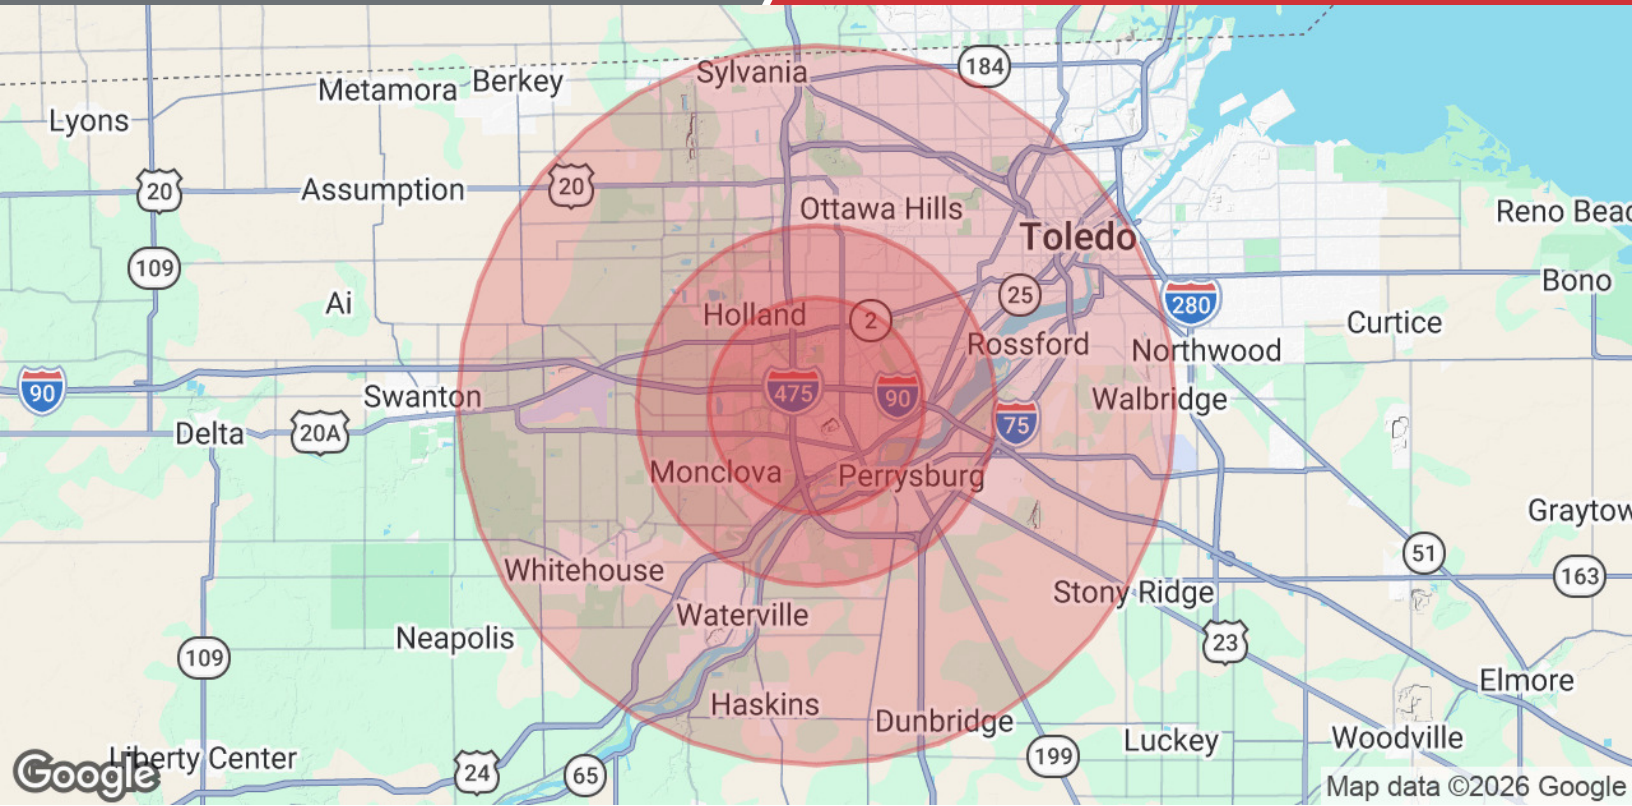 184
Sylvania
Metamora
Berkey
Lyons
20
Assumption
20
Ottawa Hills
Reno Beac
Toledo
109
Bono
Ai
25
280
Holland
2
Curtice
Rossford
Northwood
90
475
90
Swanton
Walbridge
Delta
20A
75
Monclova
Perrysburg
Graytow
51
Whitehouse
163
Stony Ridge
Waterville
Neapolis
23
109
Elmore
Haskins
Dunbridge
Luckey
Woodville
Liberty Center
199
24
65
Google
Map data ©2026 Google